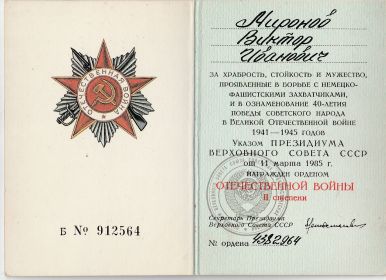 ОТЕЧЕСТВЕННАЯ ВОЙНА
Б № 912564
Миронов
Виктор
Иванович
ЗА ХРАБРОСТЬ, СТОЙКОСТЬ И МУЖЕСТВО,
ПРОЯВЛЕННЫЕ В БОРЬБЕ С НЕМЕЦКО-
ФАШИСТСКИМИ ЗАХВАТЧИКАМИ,
И В ОЗНАМЕНОВАНИЕ 40-ЛЕТИЯ
ПОБЕДЫ СОВЕТСКОГО НАРОДА
В ВЕЛИКОЙ ОТЕЧЕСТВЕННОЙ ВОЙНЕ
1941—1945 ГОДОВ
Указом ПРЕЗИДИУМА
ВЕРХОВНОГО СОВЕТА СССР
от 11 марта 1985 г.
НАГРАЖДЕН ОРДЕНОМ
ОТЕЧЕСТВЕННОЙ ВОЙНЫ
II степени
Секретарь Президиума
Верховного Совета СССР
№ ордена